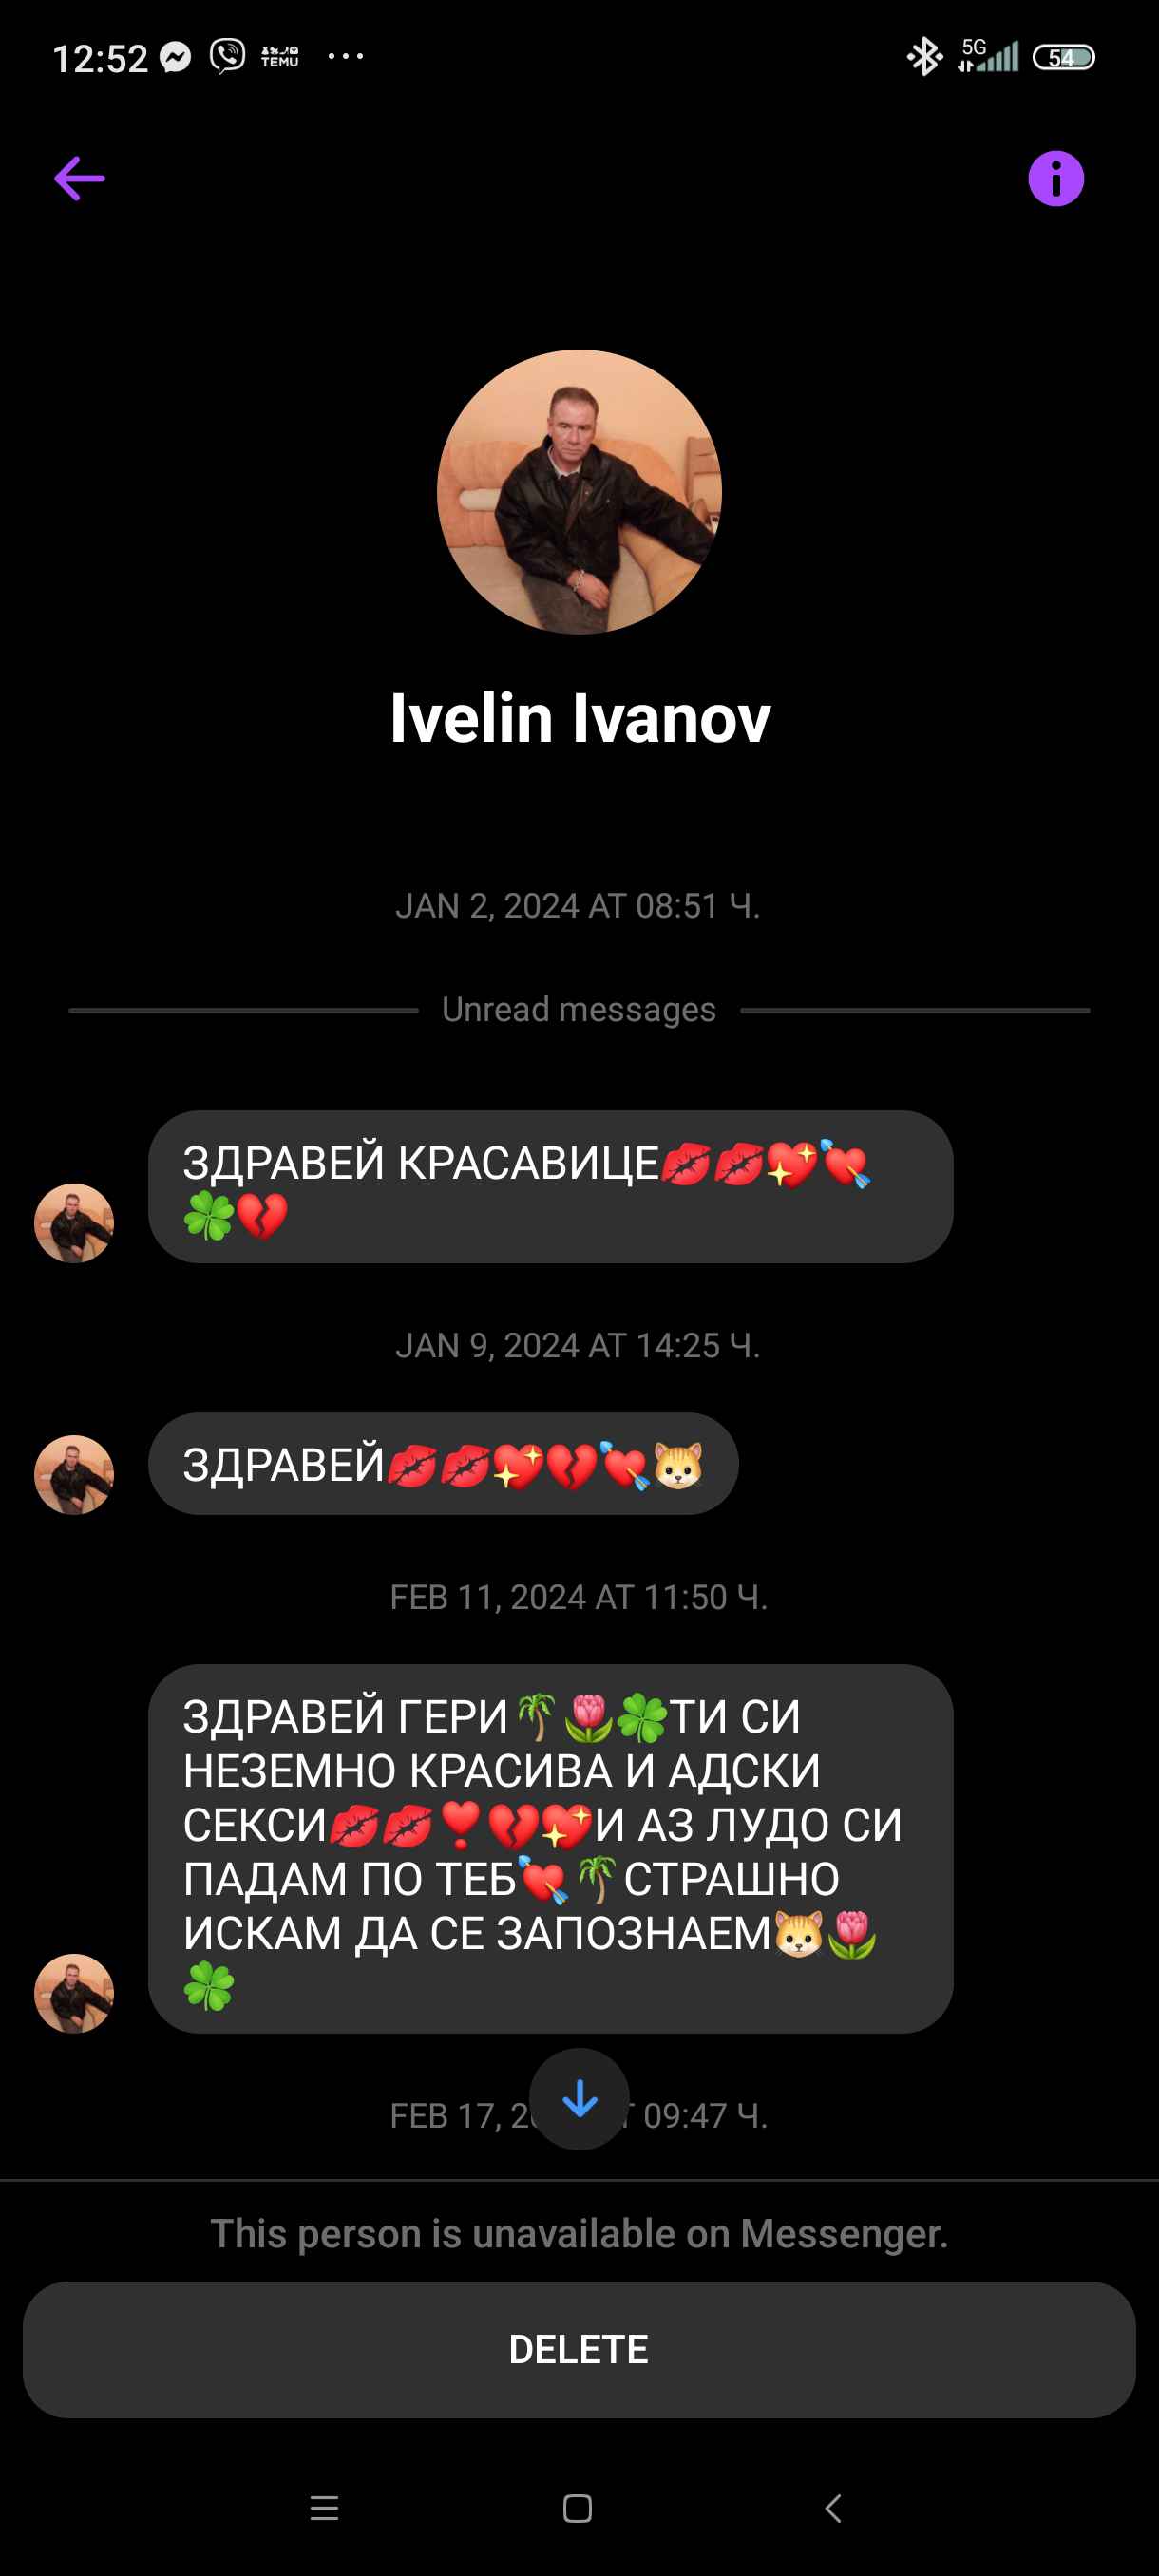 12:52 TEMU 5G 54
Ivelin Ivanov
JAN 2, 2024 AT 08:51 Ч.
Unread messages
ЗДРАВЕЙ КРАСАВИЦЕ💋💋💖💘
🍀💔
JAN 9, 2024 AT 14:25 Ч.
ЗДРАВЕЙ💋💋💖💔💘🐱
FEB 11, 2024 AT 11:50 Ч.
ЗДРАВЕЙ ГЕРИ🌴🌷🍀ТИ СИ
НЕЗЕМНО КРАСИВА И АДСКИ
СЕКСИ💋💋❣️💔💖И АЗ ЛУДО СИ
ПАДАМ ПО ТЕБ💘🌴СТРАШНО
ИСКАМ ДА СЕ ЗАПОЗНАЕМ🐱🌷
🍀
FEB 17, 09:47 Ч.
This person is unavailable on Messenger.
DELETE